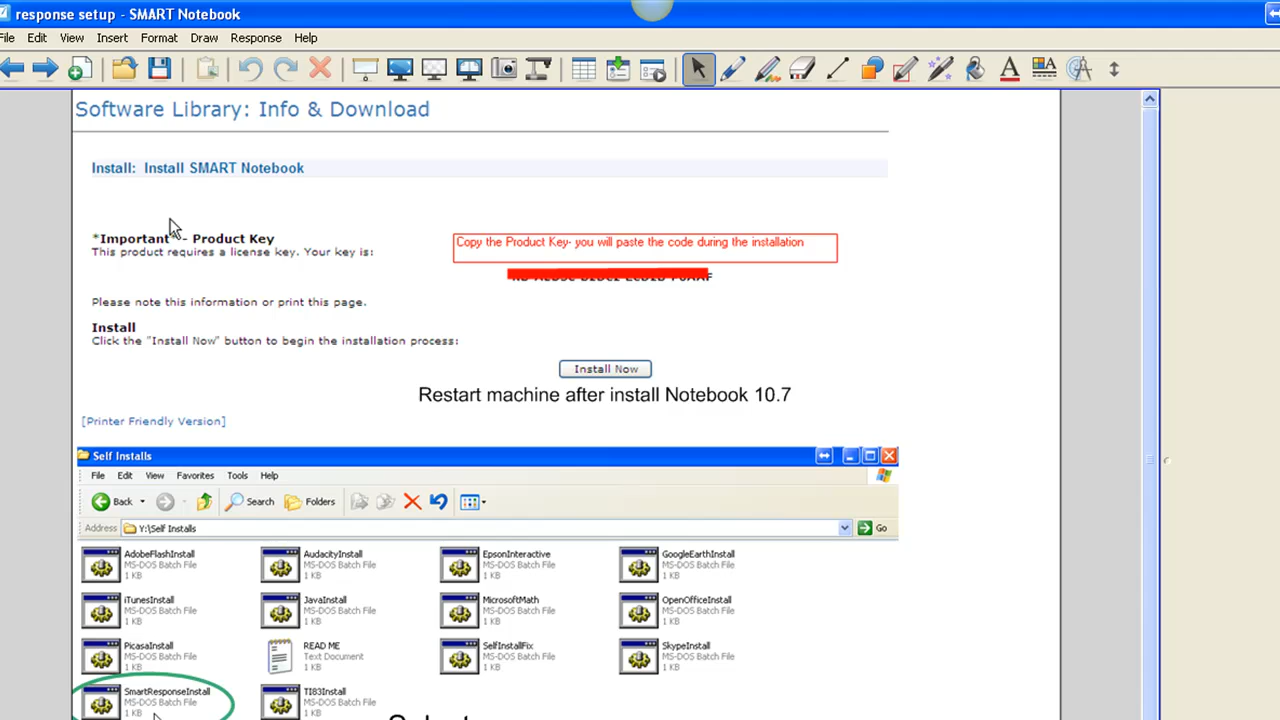 response setup - SMART Notebook
File Edit View Insert Format Draw Response Help
Software Library: Info & Download
Install: Install SMART Notebook
*Important - Product Key
This product requires a license key. Your key is:
Copy the Product Key- you will paste the code during the installation
Please note this information or print this page.
Install
Click the "Install Now" button to begin the installation process:
Install Now
Restart machine after install Notebook 10.7
[Printer Friendly Version]
Self Installs
File Edit View Favorites Tools Help
Back Search Folders
Address Y:\Self Installs Go
AdobeFlashInstall AudacityInstall EpsonInteractive GoogleEarthInstall
MS-DOS Batch File MS-DOS Batch File MS-DOS Batch File MS-DOS Batch File
1 KB 1 KB 1 KB 1 KB
iTunesInstall JavaInstall MicrosoftMath OpenOfficeInstall
MS-DOS Batch File MS-DOS Batch File MS-DOS Batch File MS-DOS Batch File
1 KB 1 KB 1 KB 1 KB
PicasaInstall READ ME SelfInstallFix SkypeInstall
MS-DOS Batch File Text Document MS-DOS Batch File MS-DOS Batch File
1 KB 1 KB 1 KB 1 KB
SmartResponseInstall TI83Install
MS-DOS Batch File MS-DOS Batch File
1 KB 1 KB